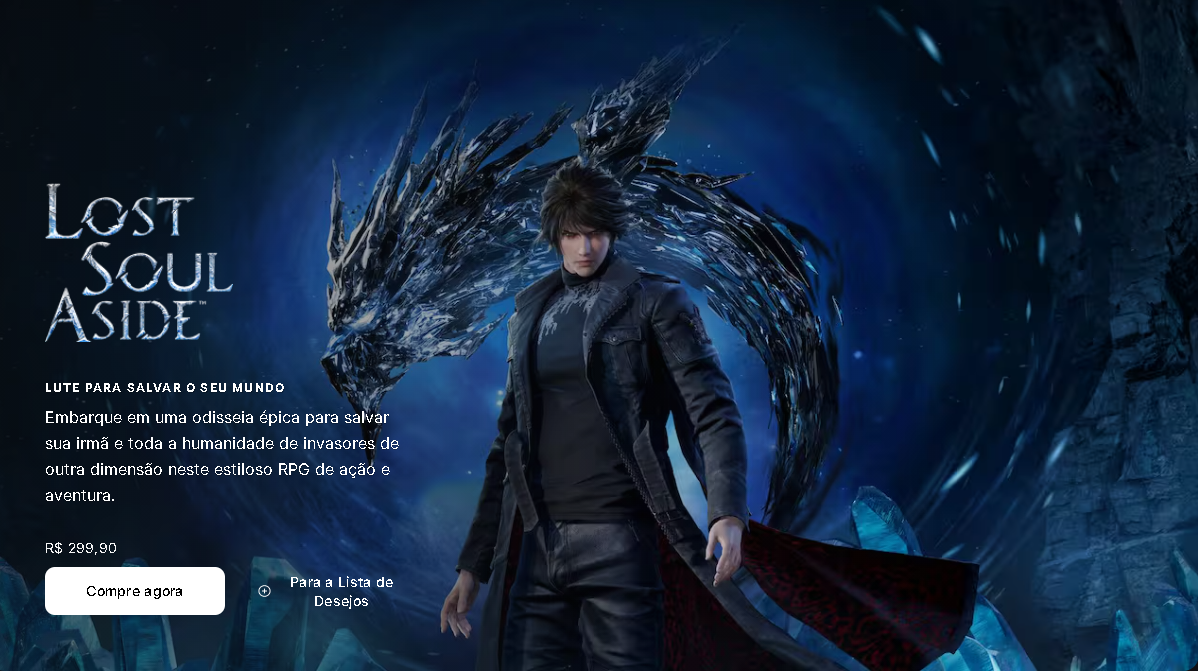 LOST
SOUL
ASIDE™
LUTE PARA SALVAR O SEU MUNDO
Embarque em uma odisseia épica para salvar
sua irmã e toda a humanidade de invasores de
outra dimensão neste estiloso RPG de ação e
aventura.
R$ 299,90
Compre agora
Para a Lista de
Desejos